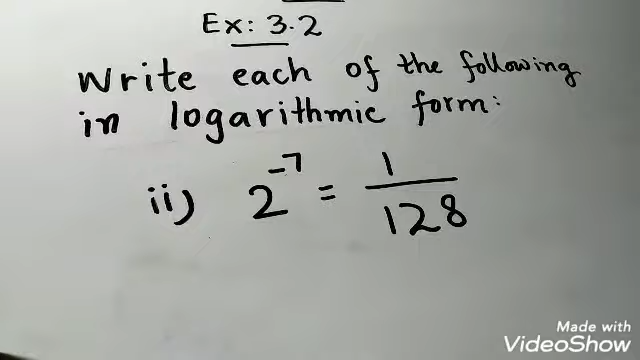 Ex: 3.2
Write each of the following
in logarithmic form:
ii) 2^-7 = 1/128
Made with
VideoShow